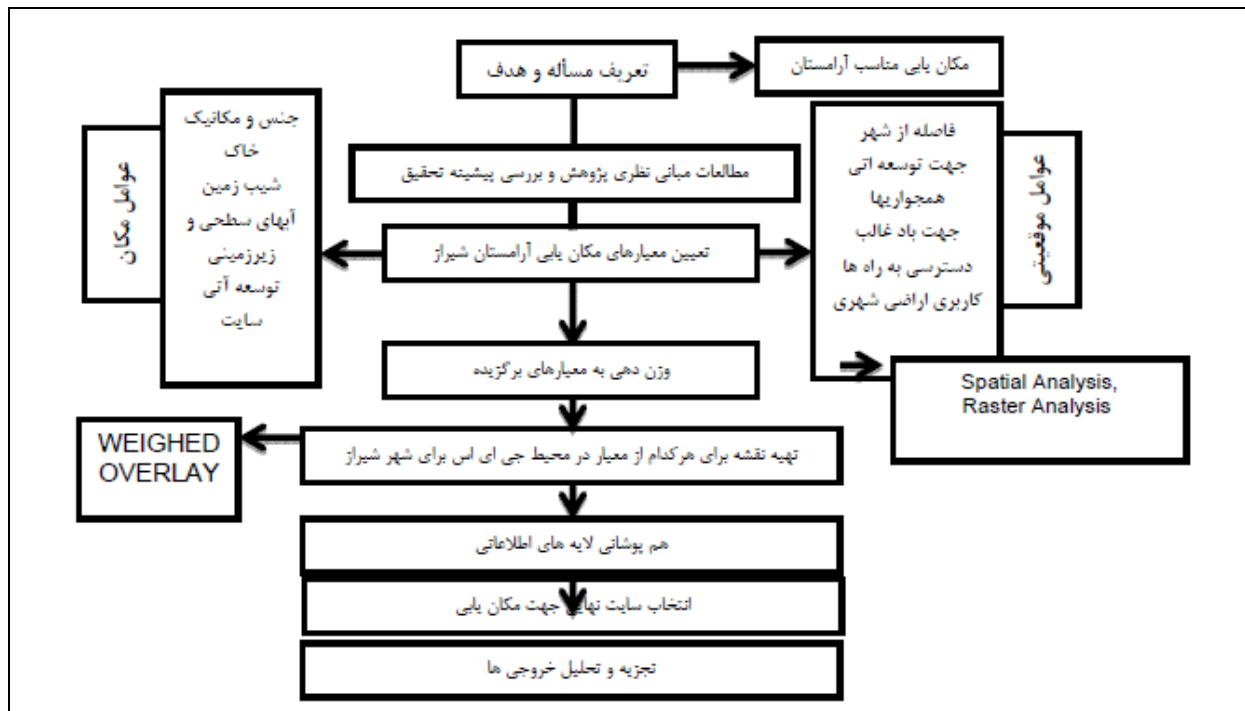 تعریف مسأله و هدف
مکان یابی مناسب آرامستان
مطالعات مبانی نظری پژوهش و بررسی پیشینه تحقیق
تعیین معیارهای مکان یابی آرامستان شیراز
عوامل موقعیتی
فاصله از شهر
جهت توسعه اتی
همجواریها
جهت باد غالب
دسترسی به راه ها
کاربری اراضی شهری
عوامل مکان
جنس و مکانیک
خاک
شیب زمین
آبهای سطحی و
زیرزمینی
توسعه آتی
سایت
Spatial Analysis,
Raster Analysis
وزن دهی به معیارهای برگزیده
تهیه نقشه برای هرکدام از معیار در محیط جی ای اس برای شهر شیراز
WEIGHED
OVERLAY
هم پوشانی لایه های اطلاعاتی
انتخاب سایت نهایی جهت مکان یابی
تجزیه و تحلیل خروجی ها